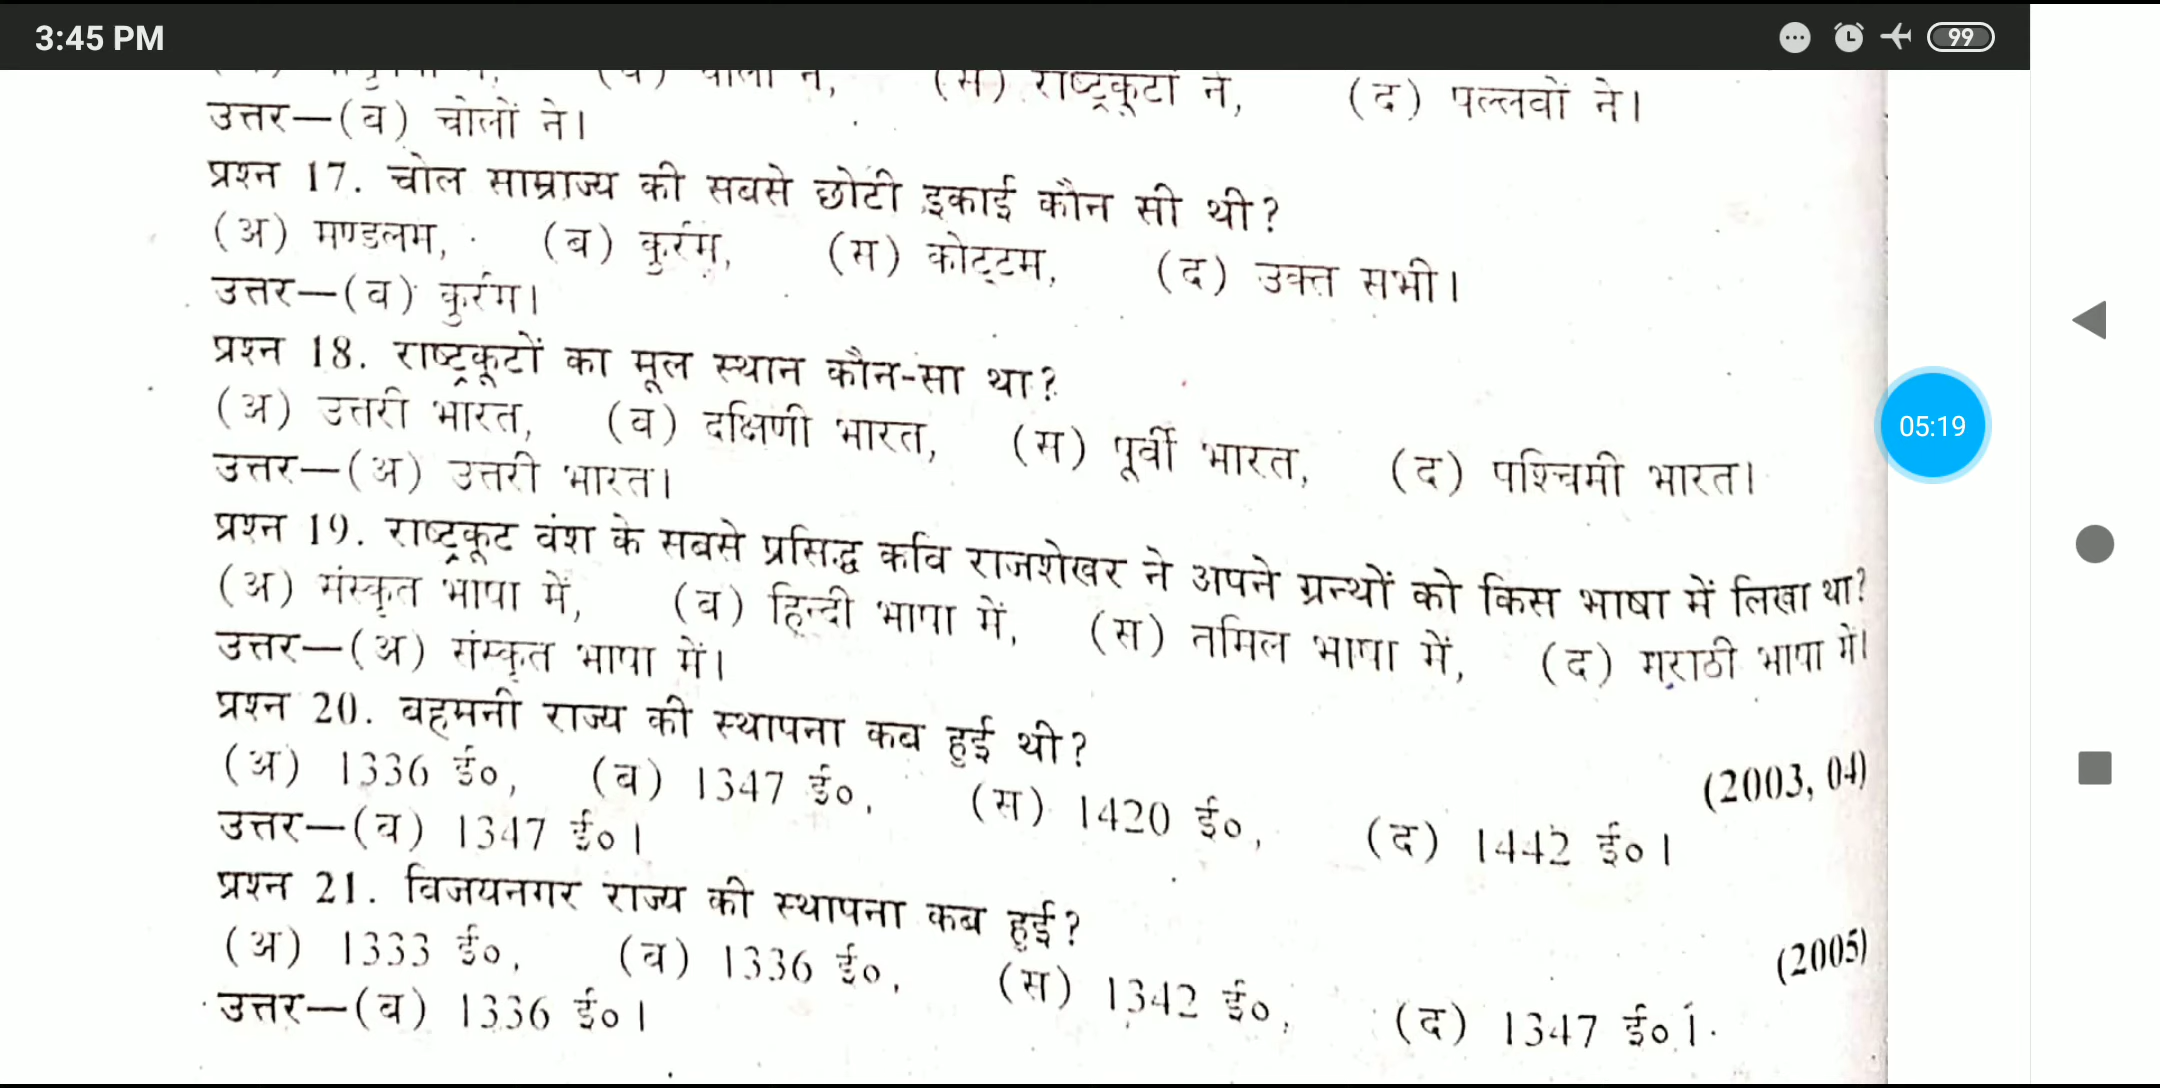 3:45 PM
99
(स) राष्ट्रकूटों ने, (द) पल्लवों ने।
उत्तर—(ब) चोलों ने।
प्रश्न 17. चोल साम्राज्य की सबसे छोटी इकाई कौन सी थी?
(अ) मण्डलम, (ब) कुर्रम, (स) कोट्टम, (द) उक्त सभी।
उत्तर—(ब) कुर्रम।
प्रश्न 18. राष्ट्रकूटों का मूल स्थान कौन-सा था?
(अ) उत्तरी भारत, (ब) दक्षिणी भारत, (स) पूर्वी भारत, (द) पश्चिमी भारत।
उत्तर—(अ) उत्तरी भारत।
05:19
प्रश्न 19. राष्ट्रकूट वंश के सबसे प्रसिद्ध कवि राजशेखर ने अपने ग्रन्थों को किस भाषा में लिखा था?
(अ) संस्कृत भाषा में, (ब) हिन्दी भाषा में, (स) तमिल भाषा में, (द) मराठी भाषा में।
उत्तर—(अ) संस्कृत भाषा में।
प्रश्न 20. बहमनी राज्य की स्थापना कब हुई थी? (2003, 04)
(अ) 1336 ई०, (ब) 1347 ई०, (स) 1420 ई०, (द) 1442 ई०।
उत्तर—(ब) 1347 ई०।
प्रश्न 21. विजयनगर राज्य की स्थापना कब हुई? (2005)
(अ) 1333 ई०, (ब) 1336 ई०, (स) 1342 ई०, (द) 1347 ई०।
उत्तर—(ब) 1336 ई०।